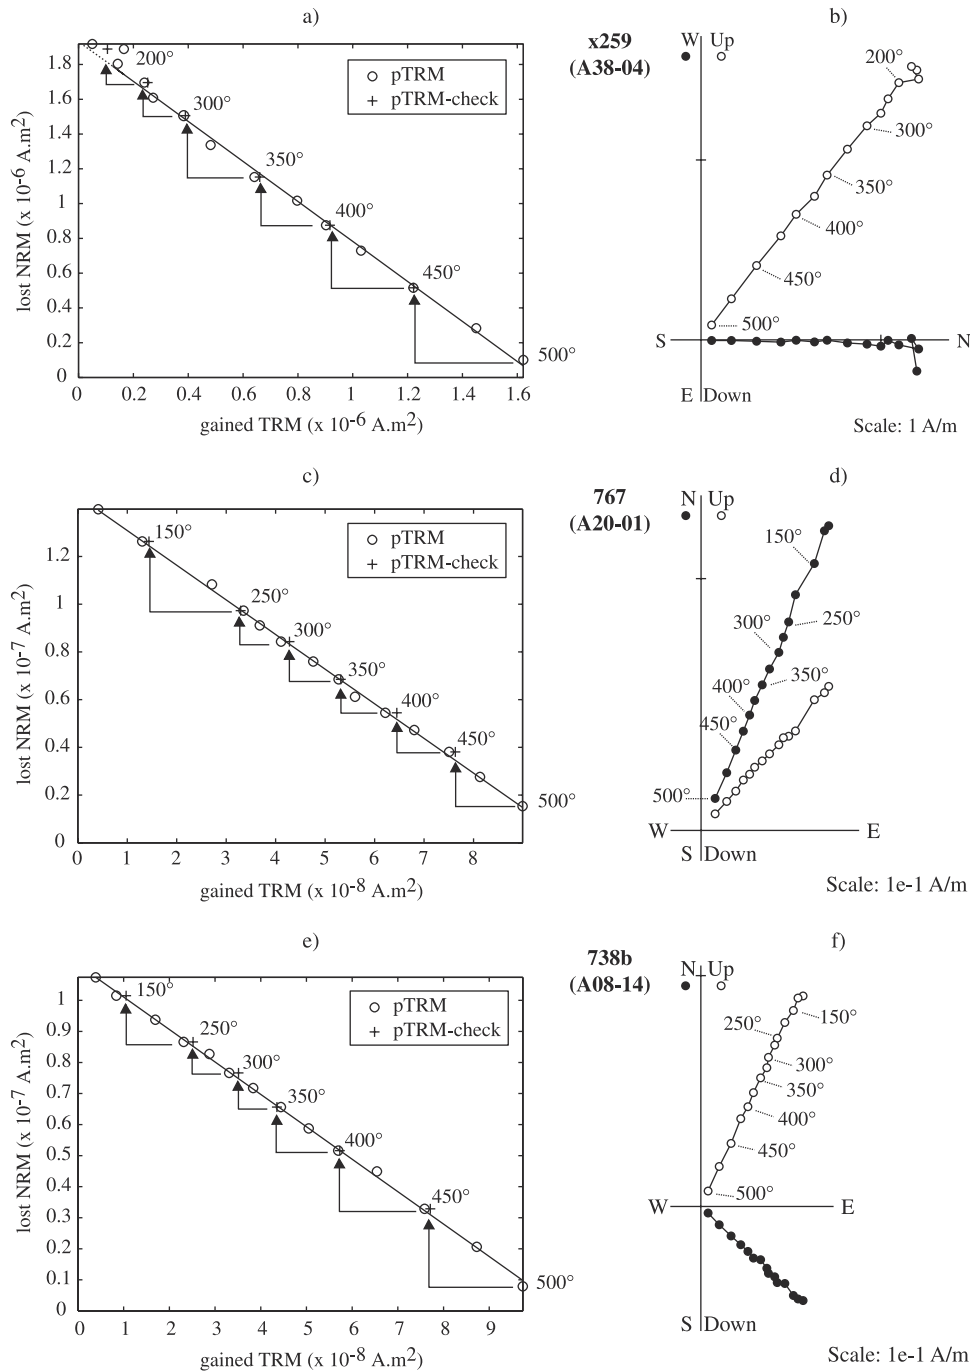 a)
lost NRM (x 10-6 A.m2)
1.8
1.6
1.4
1.2
1
0.8
0.6
0.4
0.2
0
200°
300°
350°
400°
450°
500°
pTRM
pTRM-check
0 0.2 0.4 0.6 0.8 1 1.2 1.4 1.6
gained TRM (x 10-6 A.m2)
x259
(A38-04)
b)
W Up
200°
300°
350°
400°
450°
500°
S N
E Down
Scale: 1 A/m
c)
lost NRM (x 10-7 A.m2)
1.2
1
0.8
0.6
0.4
0.2
0
150°
250°
300°
350°
400°
450°
500°
pTRM
pTRM-check
0 1 2 3 4 5 6 7 8
gained TRM (x 10-8 A.m2)
767
(A20-01)
d)
N Up
150°
250°
300°
350°
400°
450°
500°
W E
S Down
Scale: 1e-1 A/m
e)
lost NRM (x 10-7 A.m2)
1
0.9
0.8
0.7
0.6
0.5
0.4
0.3
0.2
0.1
0
150°
250°
300°
350°
400°
450°
500°
pTRM
pTRM-check
0 1 2 3 4 5 6 7 8 9
gained TRM (x 10-8 A.m2)
738b
(A08-14)
f)
N Up
150°
250°
300°
350°
400°
450°
500°
W E
S Down
Scale: 1e-1 A/m